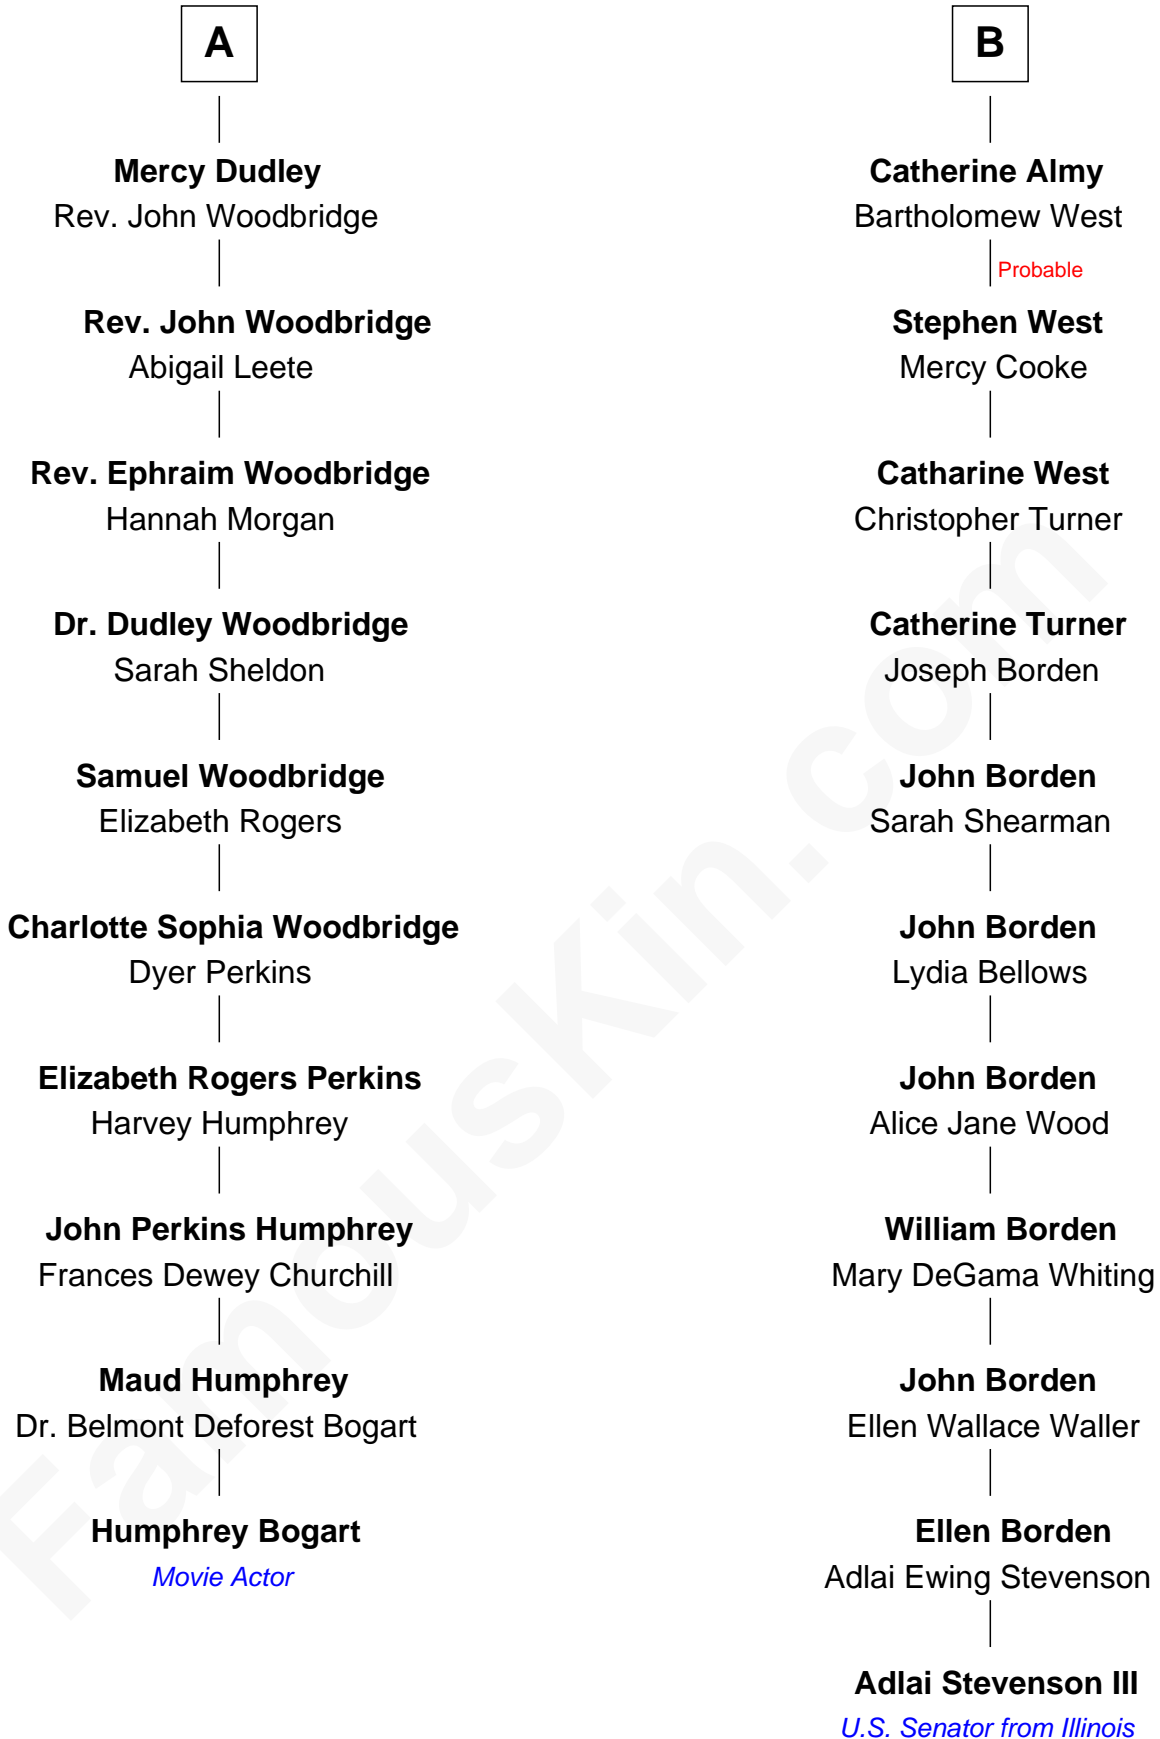 A
Mercy Dudley
Rev. John Woodbridge
Rev. John Woodbridge
Abigail Leete
Rev. Ephraim Woodbridge
Hannah Morgan
Dr. Dudley Woodbridge
Sarah Sheldon
Samuel Woodbridge
Elizabeth Rogers
Charlotte Sophia Woodbridge
Dyer Perkins
Elizabeth Rogers Perkins
Harvey Humphrey
John Perkins Humphrey
Frances Dewey Churchill
Maud Humphrey
Dr. Belmont Deforest Bogart
Humphrey Bogart
Movie Actor
B
Catherine Almy
Bartholomew West
Probable
Stephen West
Mercy Cooke
Catharine West
Christopher Turner
Catherine Turner
Joseph Borden
John Borden
Sarah Shearman
John Borden
Lydia Bellows
John Borden
Alice Jane Wood
William Borden
Mary DeGama Whiting
John Borden
Ellen Wallace Waller
Ellen Borden
Adlai Ewing Stevenson
Adlai Stevenson III
U.S. Senator from Illinois
FamousKin.com